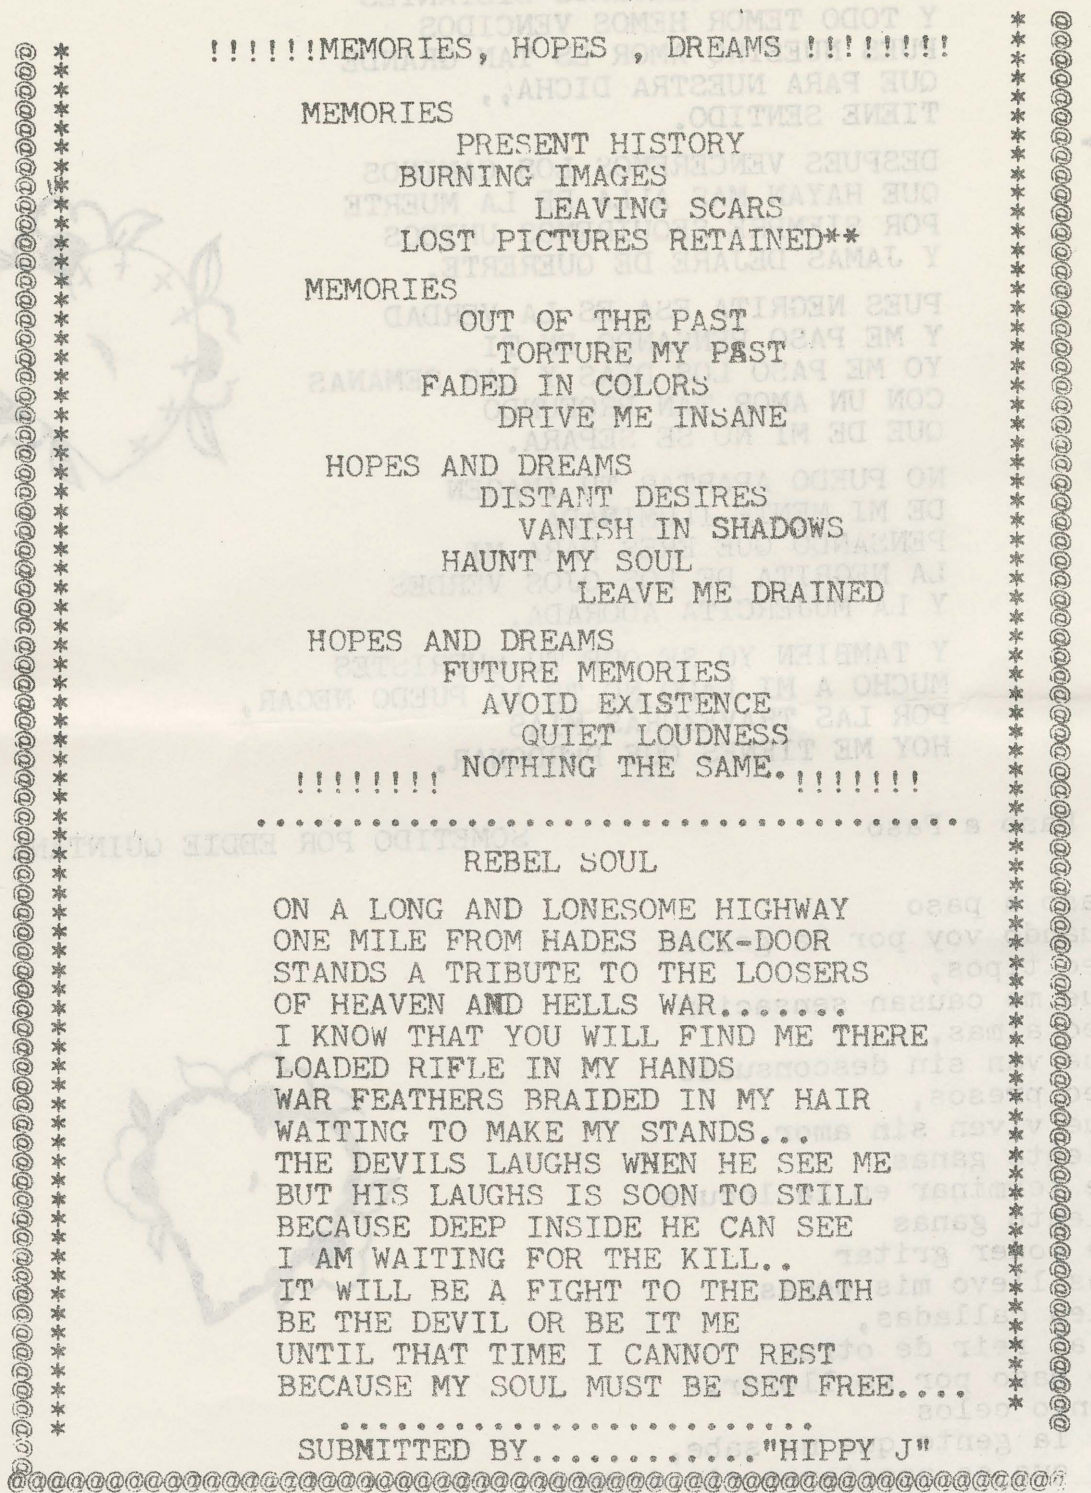 !!!!!!MEMORIES, HOPES , DREAMS !!!!!!!!
MEMORIES
PRESENT HISTORY
BURNING IMAGES
LEAVING SCARS
LOST PICTURES RETAINED**
MEMORIES
OUT OF THE PAST
TORTURE MY PAST
FADED IN COLORS
DRIVE ME INSANE
HOPES AND DREAMS
DISTANT DESIRES
VANISH IN SHADOWS
HAUNT MY SOUL
LEAVE ME DRAINED
HOPES AND DREAMS
FUTURE MEMORIES
AVOID EXISTENCE
QUIET LOUDNESS
!!!!!!!! NOTHING THE SAME.!!!!!!!
.......................................
REBEL SOUL
ON A LONG AND LONESOME HIGHWAY
ONE MILE FROM HADES BACK-DOOR
STANDS A TRIBUTE TO THE LOOSERS
OF HEAVEN AND HELLS WAR.......
I KNOW THAT YOU WILL FIND ME THERE
LOADED RIFLE IN MY HANDS
WAR FEATHERS BRAIDED IN MY HAIR
WAITING TO MAKE MY STANDS...
THE DEVILS LAUGHS WNEN HE SEE ME
BUT HIS LAUGHS IS SOON TO STILL
BECAUSE DEEP INSIDE HE CAN SEE
I AM WAITING FOR THE KILL..
IT WILL BE A FIGHT TO THE DEATH
BE THE DEVIL OR BE IT ME
UNTIL THAT TIME I CANNOT REST
BECAUSE MY SOUL MUST BE SET FREE....
..........................
SUBMITTED BY............"HIPPY J"